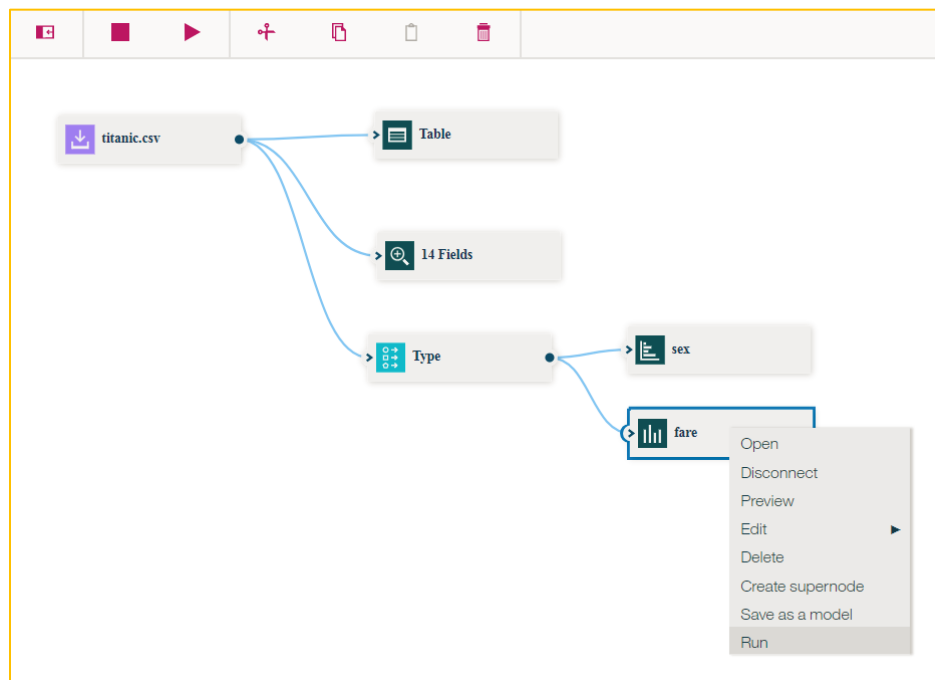 titanic.csv
Table
14 Fields
Type
sex
fare
Open
Disconnect
Preview
Edit
Delete
Create supernode
Save as a model
Run